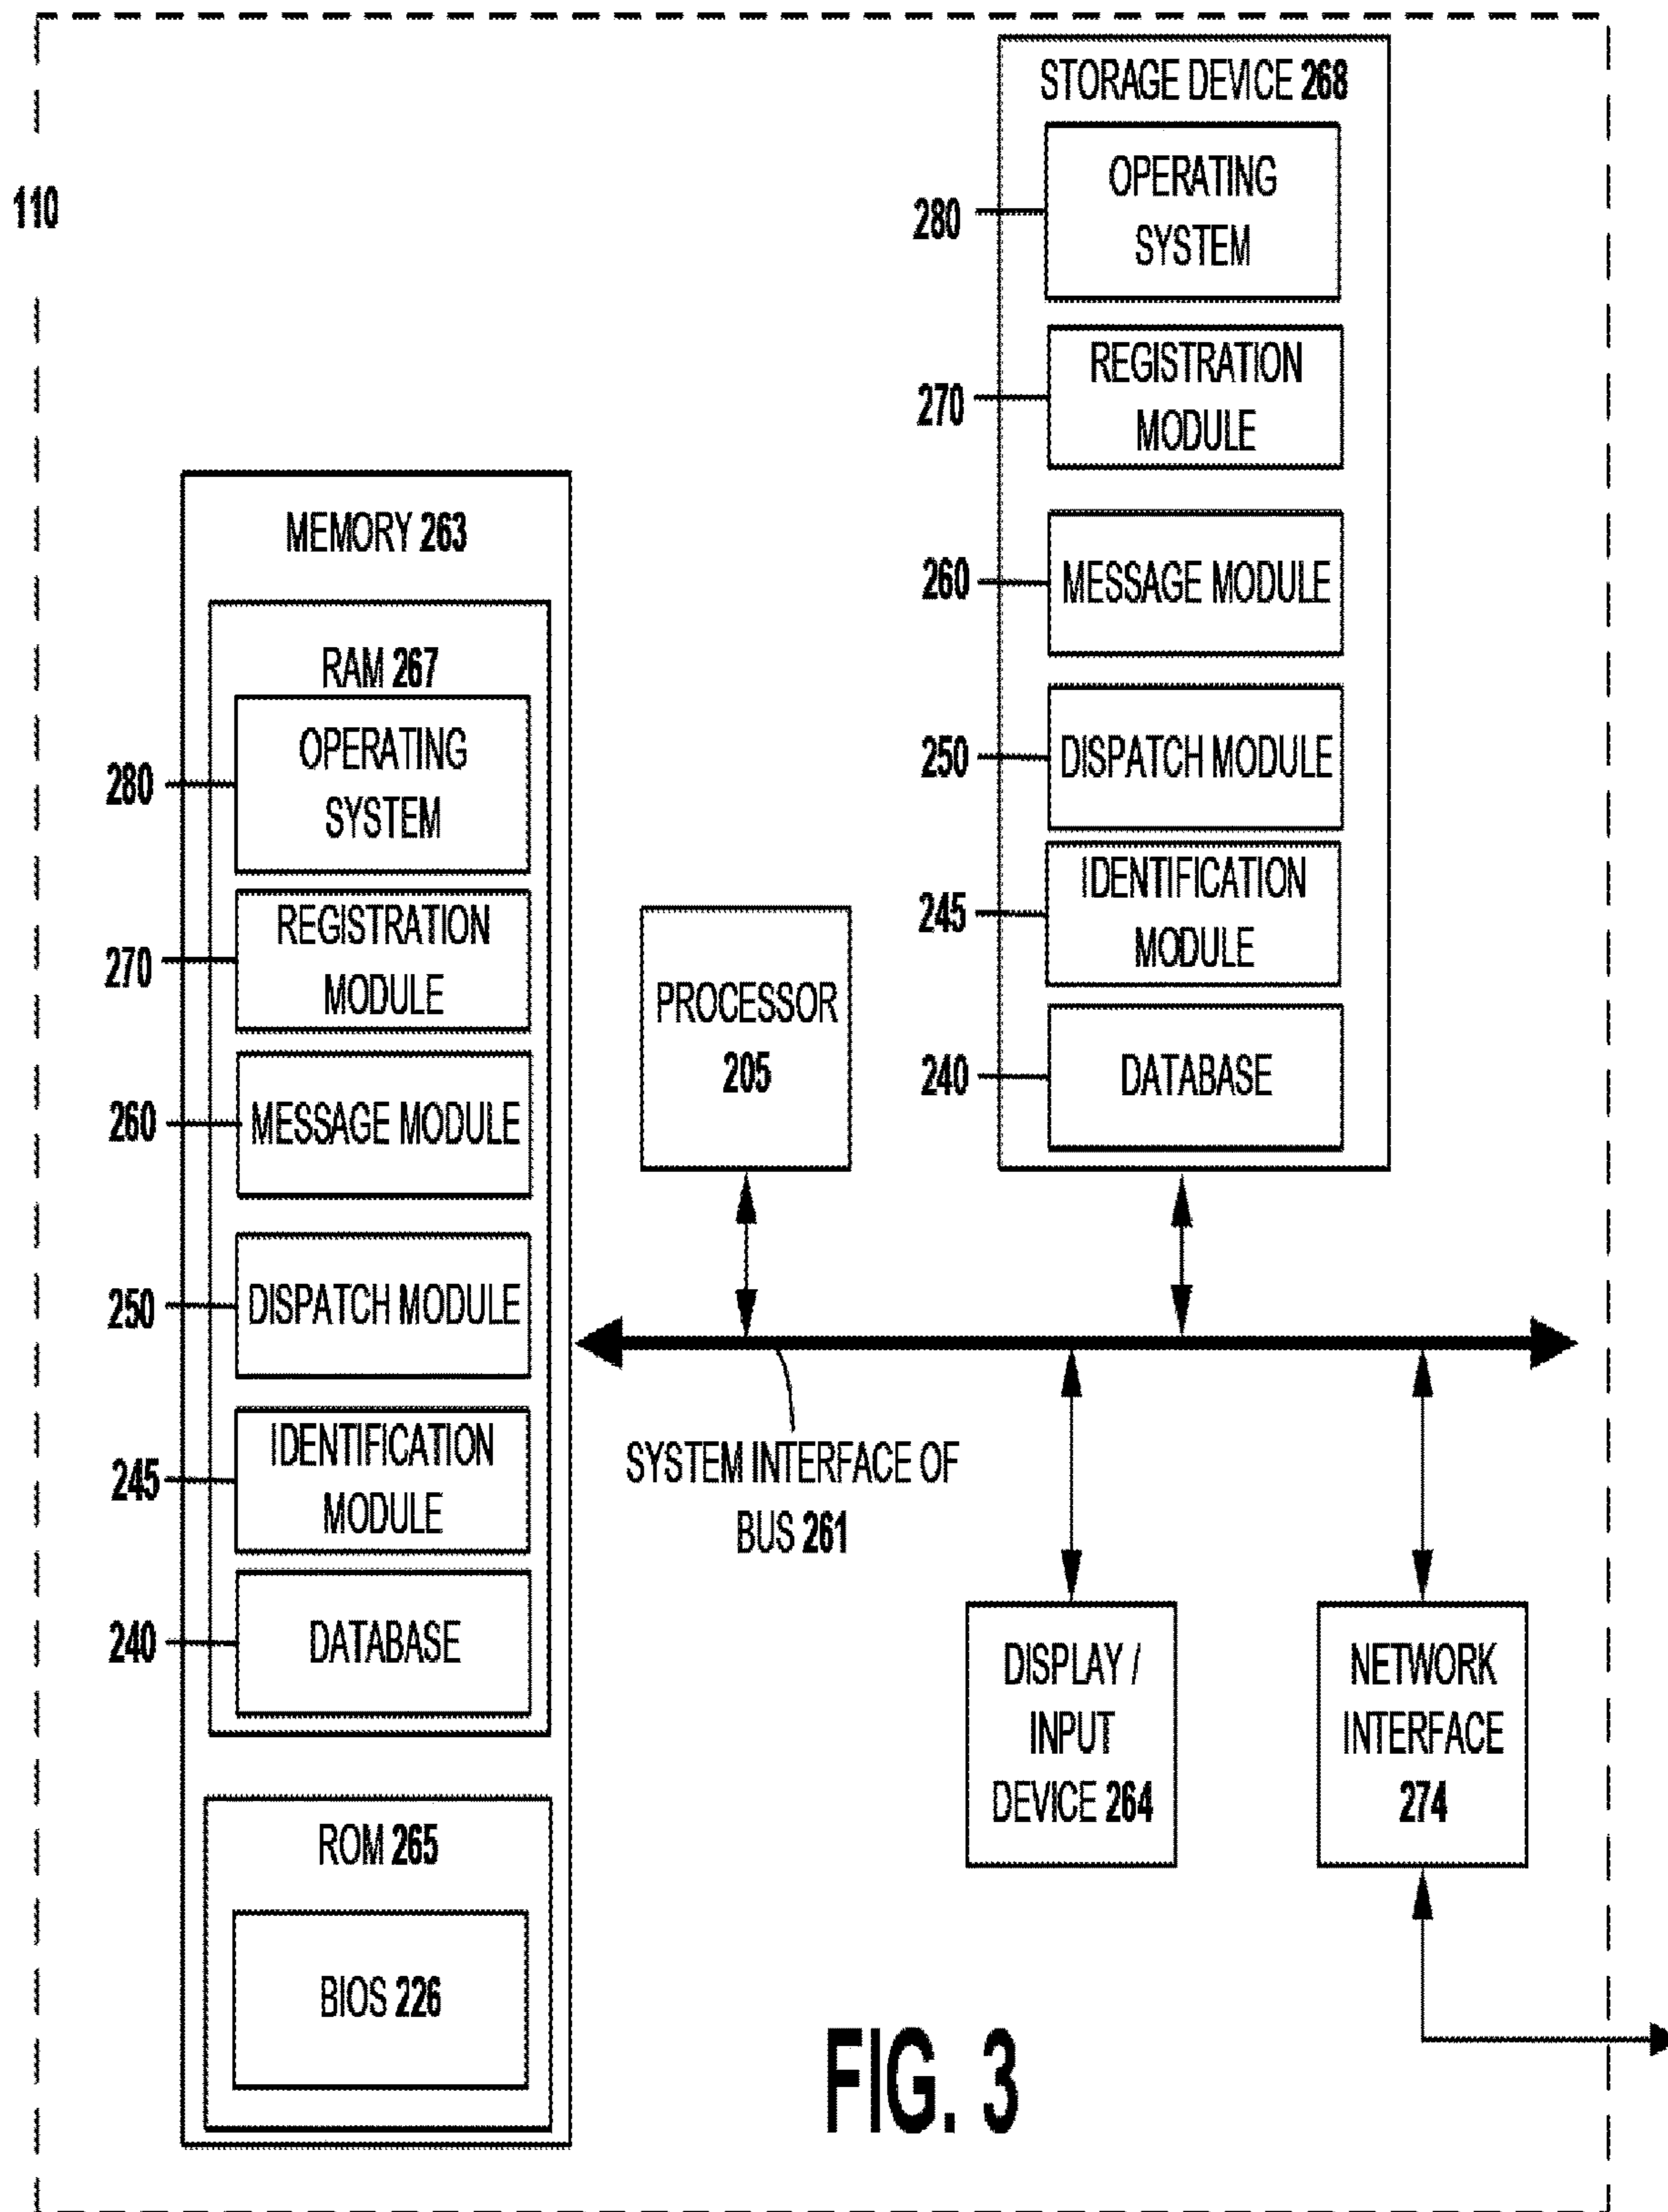 110
STORAGE DEVICE 268
280
OPERATING
SYSTEM
270
REGISTRATION
MODULE
260
MESSAGE MODULE
250
DISPATCH MODULE
245
IDENTIFICATION
MODULE
240
DATABASE
MEMORY 263
RAM 267
280
OPERATING
SYSTEM
270
REGISTRATION
MODULE
260
MESSAGE MODULE
250
DISPATCH MODULE
245
IDENTIFICATION
MODULE
240
DATABASE
ROM 265
BIOS 226
PROCESSOR
205
SYSTEM INTERFACE OF
BUS 261
DISPLAY /
INPUT
DEVICE 264
NETWORK
INTERFACE
274
FIG. 3